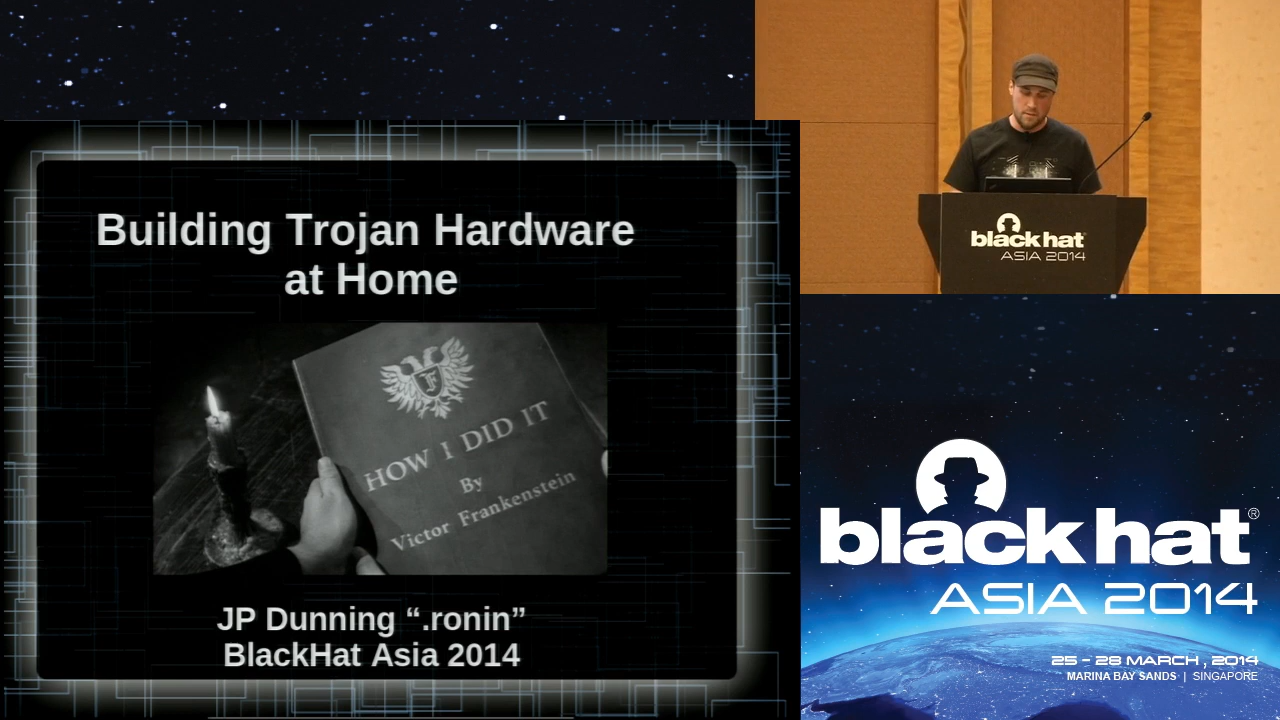 Building Trojan Hardware
at Home
HOW I DID IT
By
Victor Frankenstein
JP Dunning “.ronin”
BlackHat Asia 2014
black hat
ASIA 2014
black hat®
ASIA 2014
25 - 28 MARCH , 2014
MARINA BAY SANDS | SINGAPORE